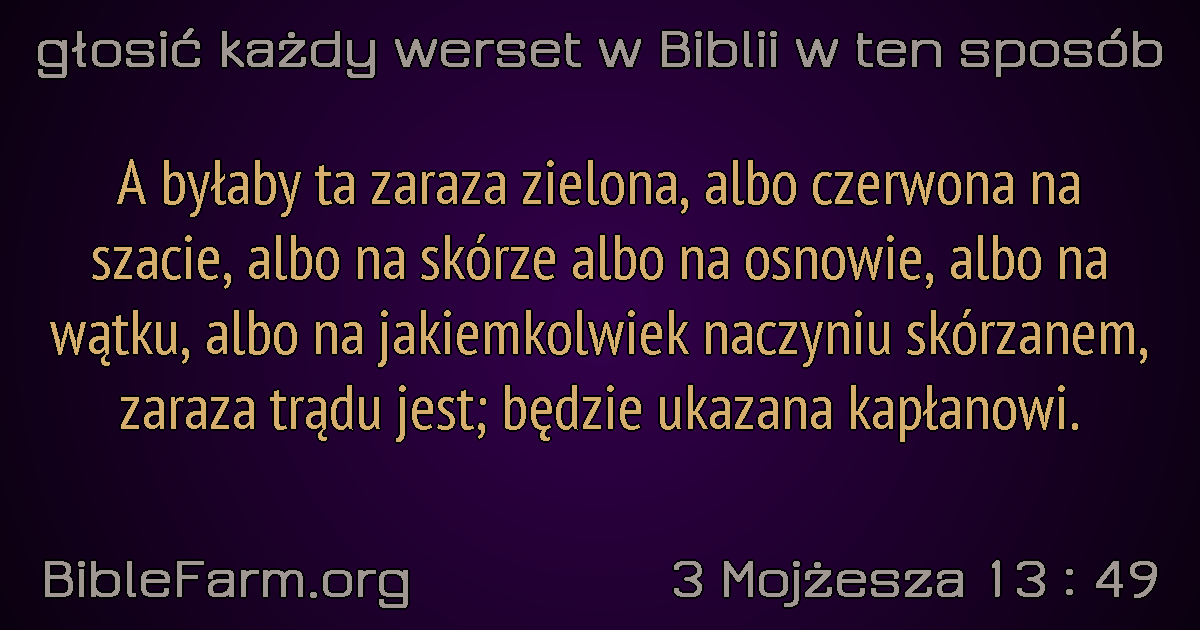 głosić każdy werset w Biblii w ten sposób
A byłaby ta zaraza zielona, albo czerwona na
szacie, albo na skórze albo na osnowie, albo na
wątku, albo na jakiemkolwiek naczyniu skórzanem,
zaraza trądu jest; będzie ukazana kapłanowi.
BibleFarm.org
3 Mojżesza 13 : 49